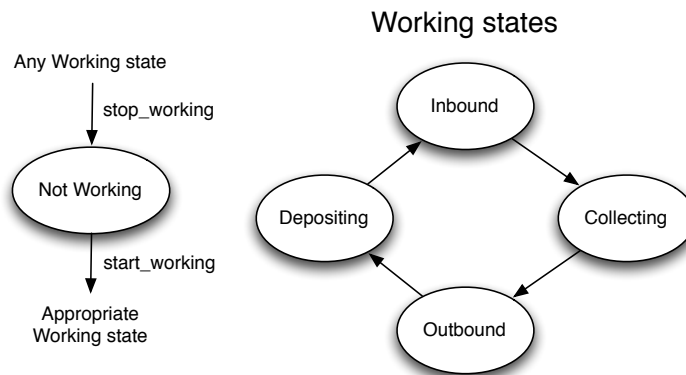 Working states
Any Working state
stop_working
Not Working
start_working
Appropriate
Working state
Inbound
Depositing
Collecting
Outbound